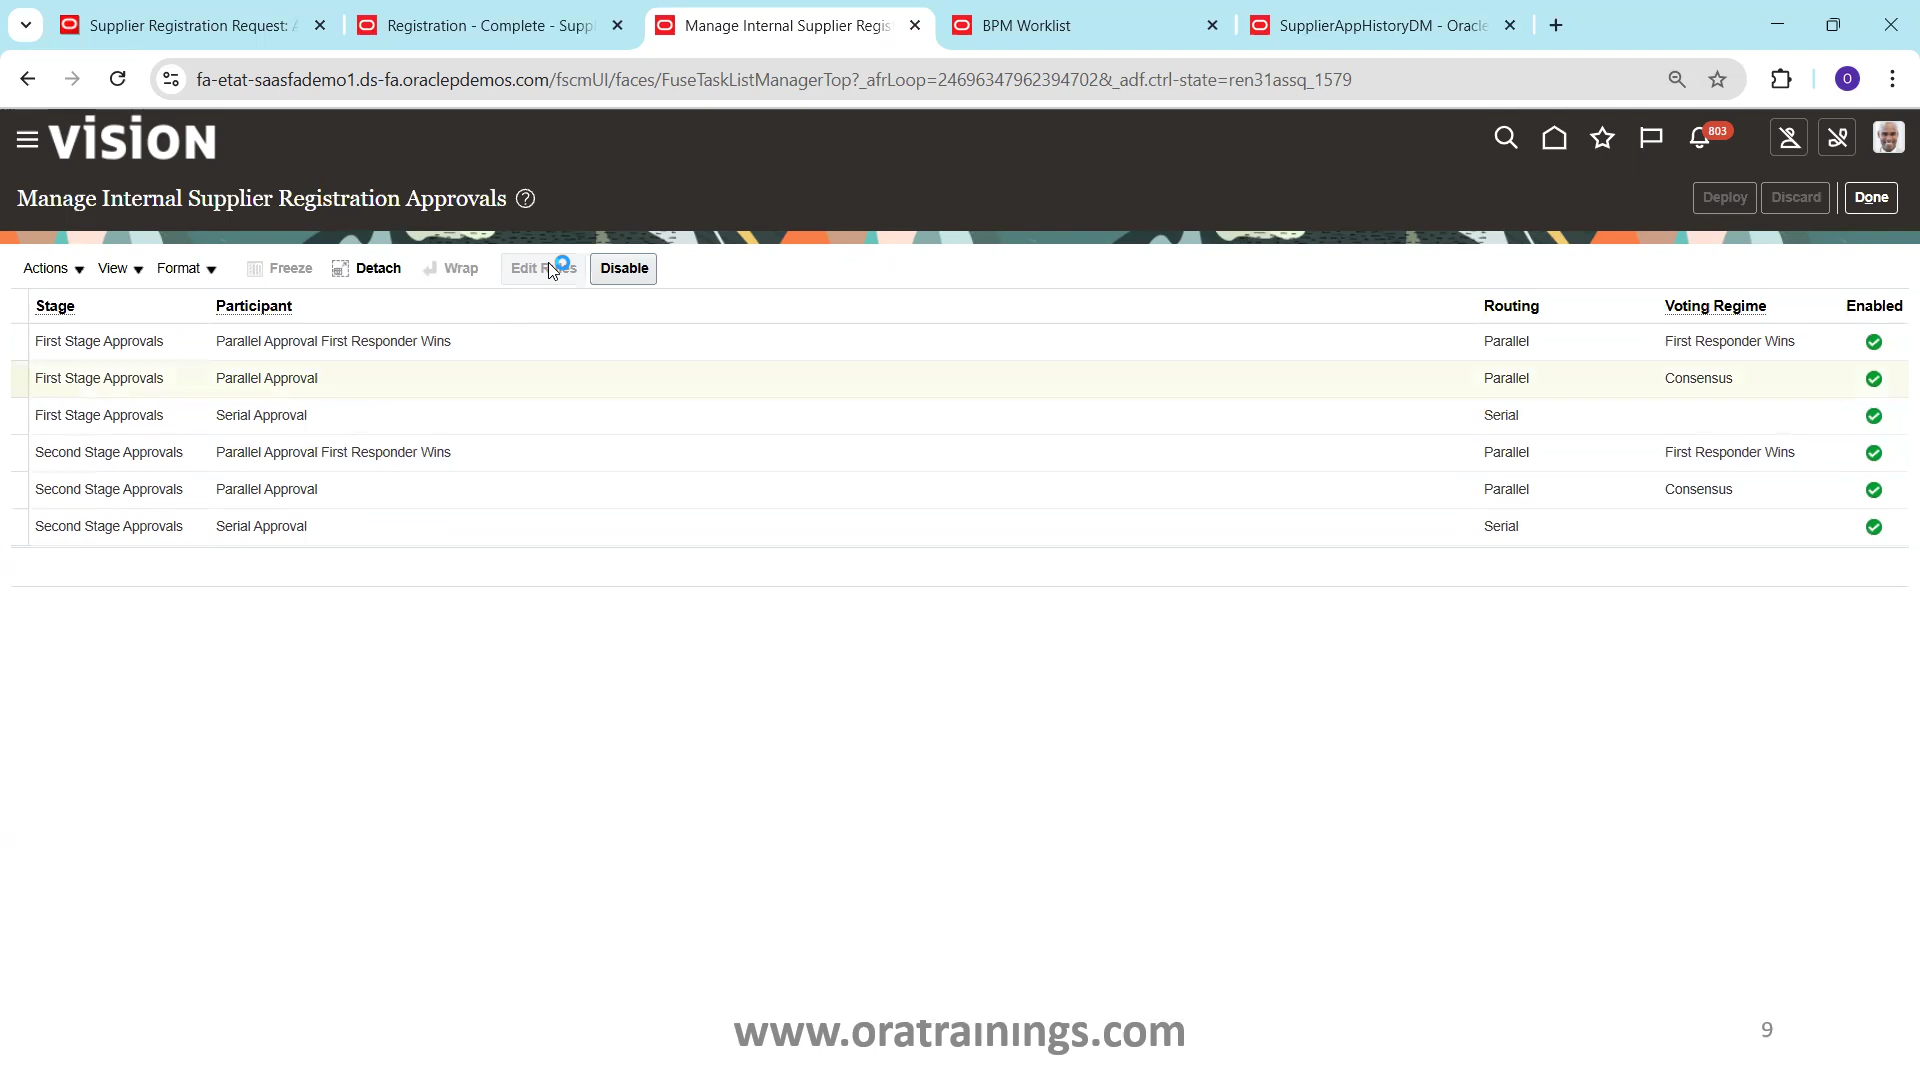 Supplier Registration Request:
Registration - Complete - Suppl
Manage Internal Supplier Regis
BPM Worklist
SupplierAppHistoryDM - Oracle
fa-etat-saasfademo1.ds-fa.oraclepdemos.com/fscmUI/faces/FuseTaskListManagerTop?_afrLoop=24696347962394702&_adf.ctrl-state=ren31assq_1579
O
VISION
803
Manage Internal Supplier Registration Approvals ?
Deploy Discard Done
Actions View Format Freeze Detach Wrap Edit Disable
Stage Participant Routing Voting Regime Enabled
First Stage Approvals Parallel Approval First Responder Wins Parallel First Responder Wins
First Stage Approvals Parallel Approval Parallel Consensus
First Stage Approvals Serial Approval Serial
Second Stage Approvals Parallel Approval First Responder Wins Parallel First Responder Wins
Second Stage Approvals Parallel Approval Parallel Consensus
Second Stage Approvals Serial Approval Serial
www.oratrainings.com
9